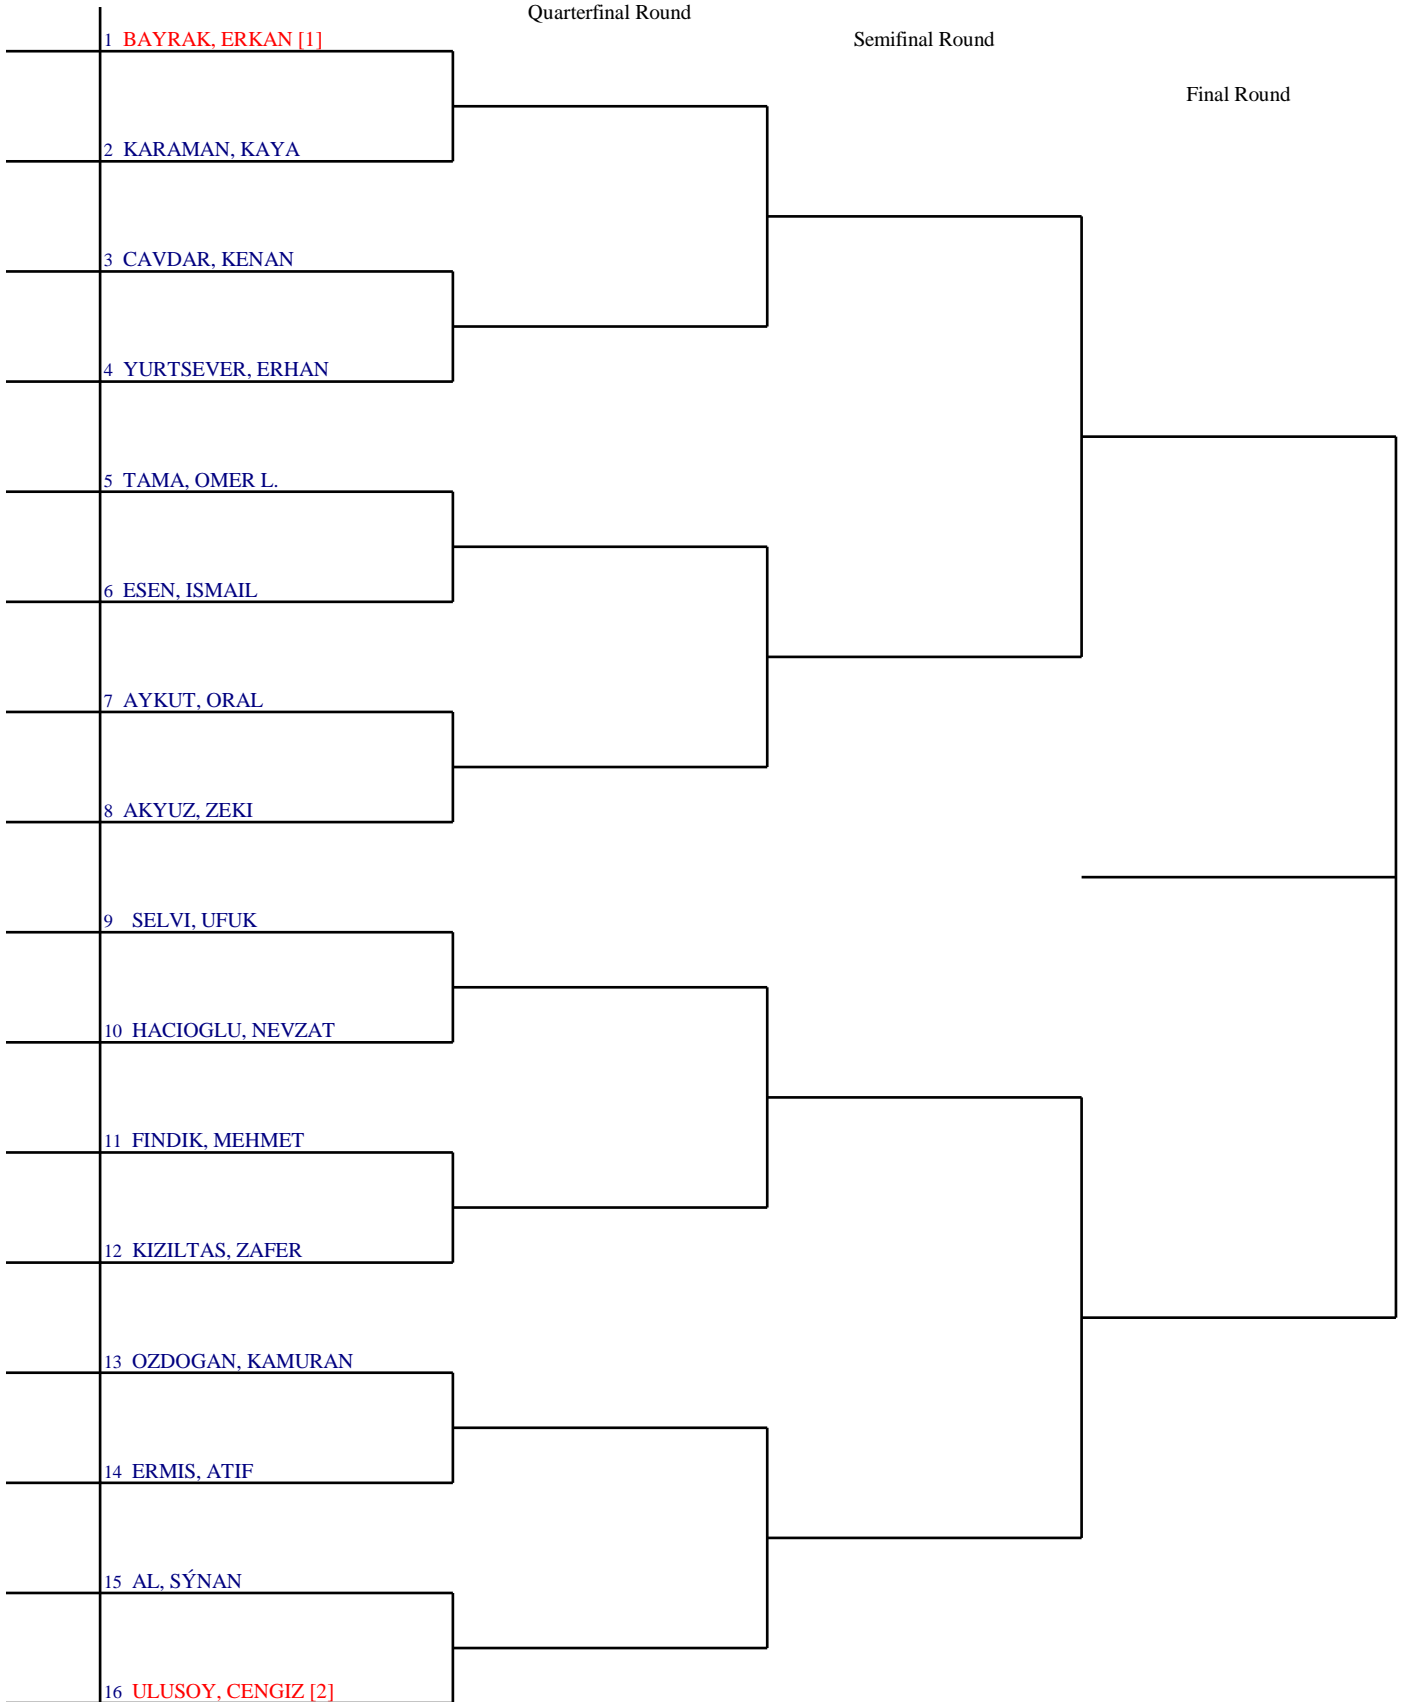 Quarterfinal Round
Semifinal Round
Final Round
1 BAYRAK, ERKAN [1]
2 KARAMAN, KAYA
3 CAVDAR, KENAN
4 YURTSEVER, ERHAN
5 TAMA, OMER L.
6 ESEN, ISMAIL
7 AYKUT, ORAL
8 AKYUZ, ZEKI
9 SELVI, UFUK
10 HACIOGLU, NEVZAT
11 FINDIK, MEHMET
12 KIZILTAS, ZAFER
13 OZDOGAN, KAMURAN
14 ERMIS, ATIF
15 AL, SÝNAN
16 ULUSOY, CENGIZ [2]